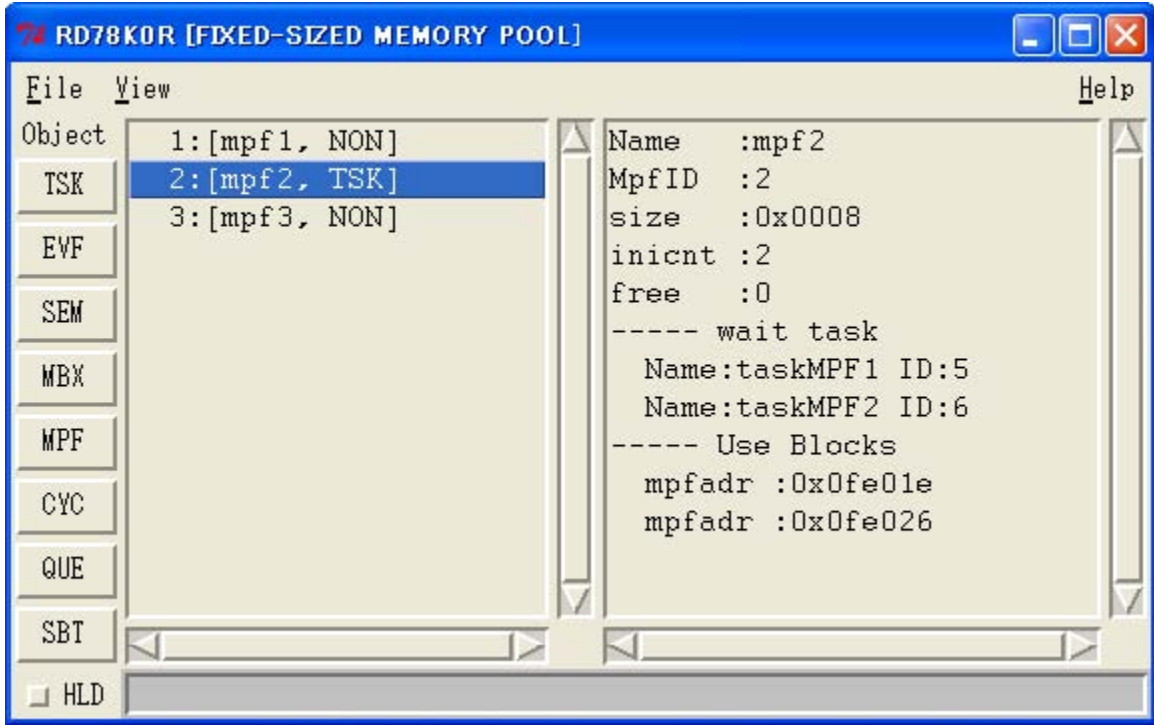 RD78K0R [FIXED-SIZED MEMORY POOL]
File View Help
Object
TSK
EVF
SEM
MBX
MPF
CYC
QUE
SBT
HLD
1:[mpf1, NON]
2:[mpf2, TSK]
3:[mpf3, NON]
Name :mpf2
MpfID :2
size :0x0008
inicnt :2
free :0
----- wait task
Name:taskMPF1 ID:5
Name:taskMPF2 ID:6
----- Use Blocks
mpfadr :0x0fe01e
mpfadr :0x0fe026